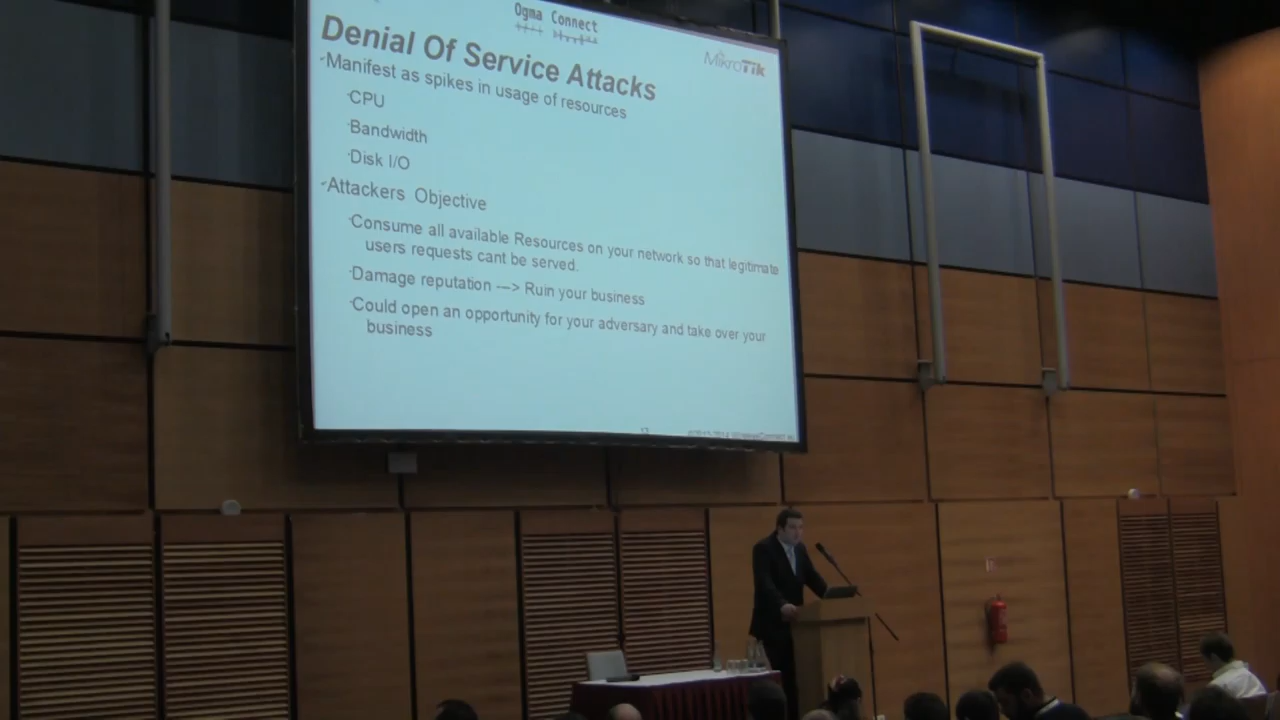 Ogma Connect
MikroTik
Denial Of Service Attacks
Manifest as spikes in usage of resources
CPU
Bandwidth
Disk I/O
Attackers Objective
Consume all available Resources on your network so that legitimate
users requests cant be served.
Damage reputation ---> Ruin your business
Could open an opportunity for your adversary and take over your
business